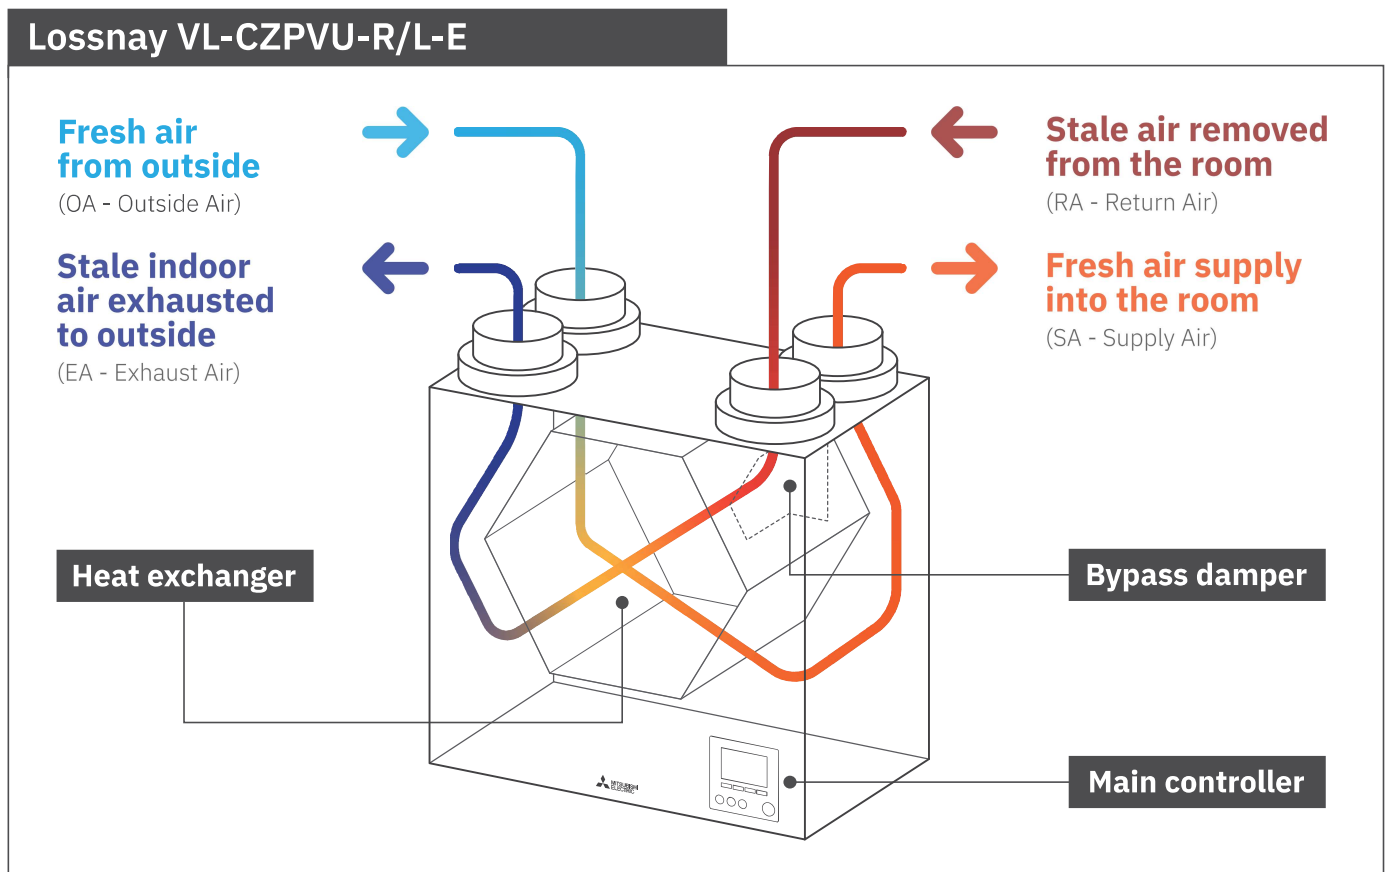 Lossnay VL-CZPVU-R/L-E
Fresh air
from outside
(OA - Outside Air)
Stale indoor
air exhausted
to outside
(EA - Exhaust Air)
Stale air removed
from the room
(RA - Return Air)
Fresh air supply
into the room
(SA - Supply Air)
Heat exchanger
Bypass damper
Main controller
MITSUBISHI
ELECTRIC